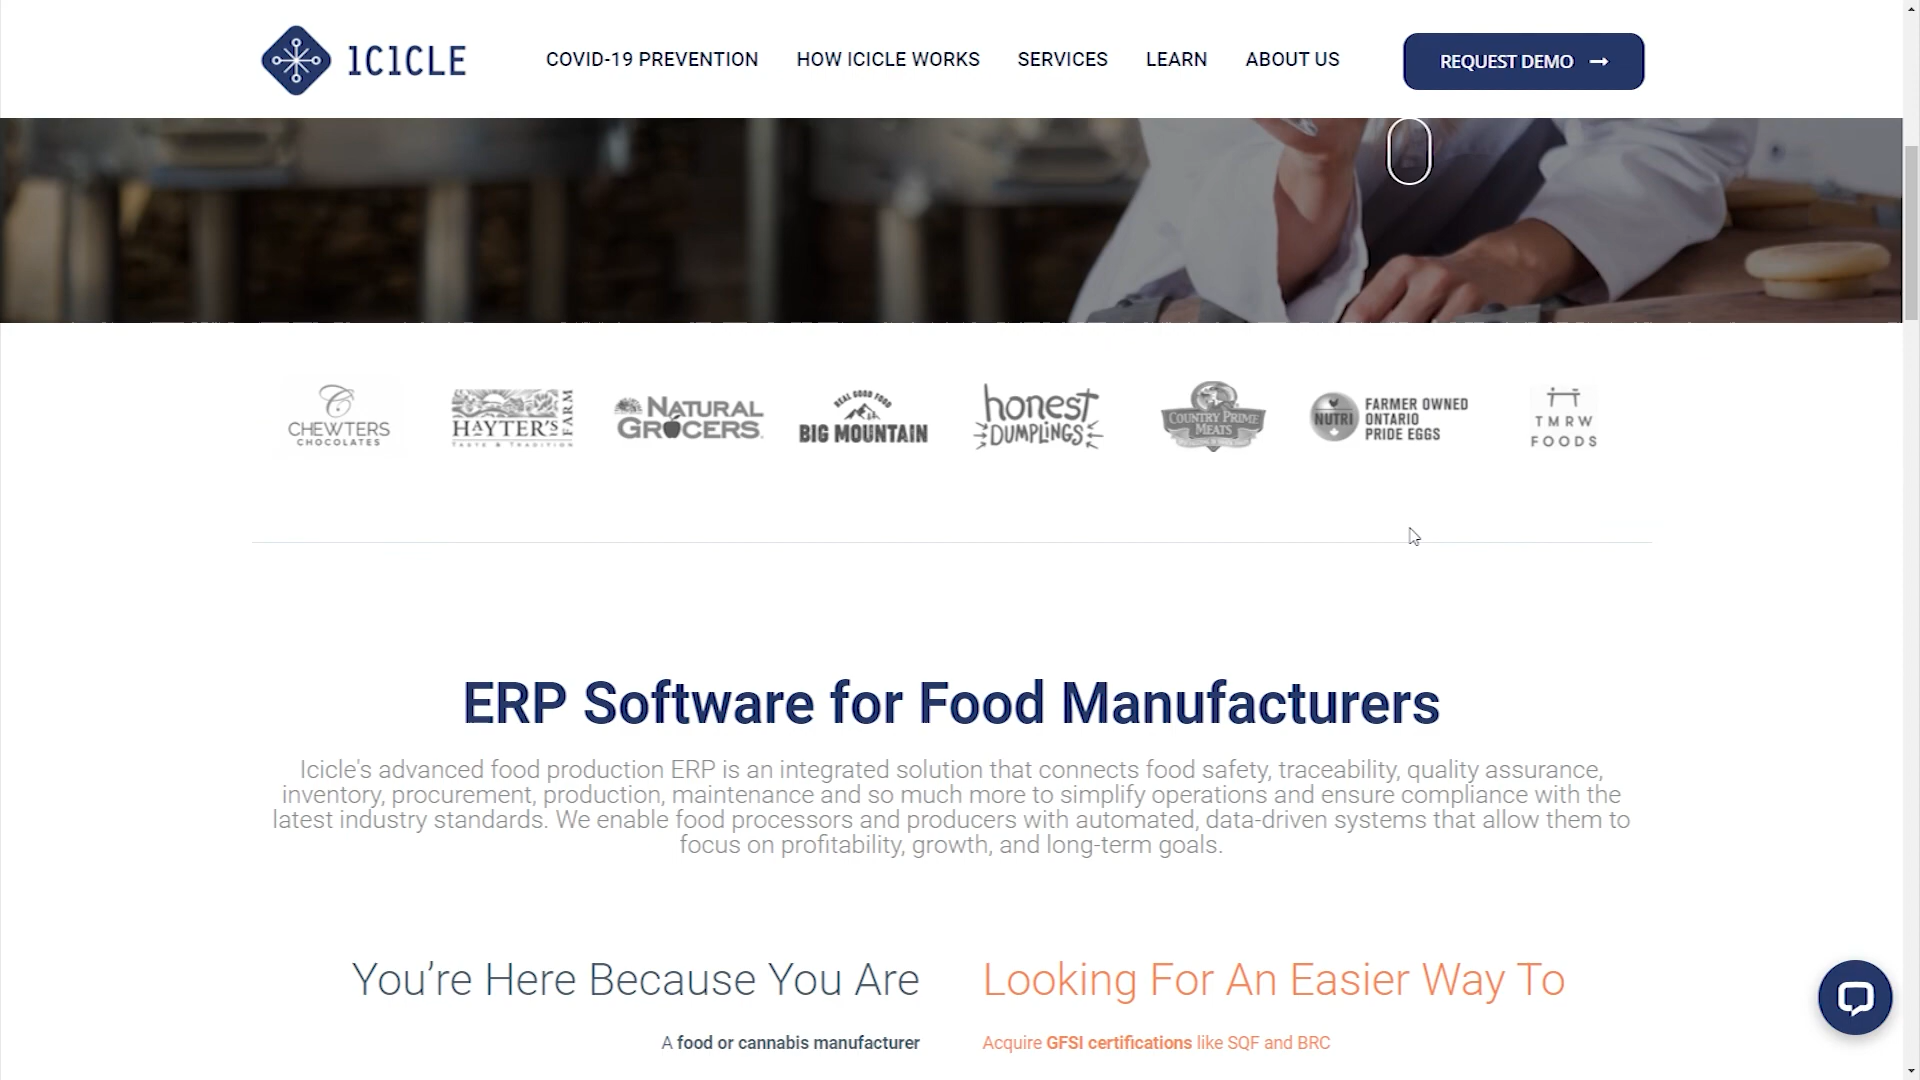 ICICLE
COVID-19 PREVENTION
HOW ICICLE WORKS
SERVICES
LEARN
ABOUT US
REQUEST DEMO
CHEWTERS
CHOCOLATES
HAYTER'S
FARM
TASTE & TRADITION
NATURAL
GROCERS
REAL GOOD FOOD
BIG MOUNTAIN
honest
DUMPLINGS
COUNTRY PRIME
MEATS
NUTRI
FARMER OWNED
ONTARIO
PRIDE EGGS
TMRW
FOODS
ERP Software for Food Manufacturers
Icicle's advanced food production ERP is an integrated solution that connects food safety, traceability, quality assurance,
inventory, procurement, production, maintenance and so much more to simplify operations and ensure compliance with the
latest industry standards. We enable food processors and producers with automated, data-driven systems that allow them to
focus on profitability, growth, and long-term goals.
You’re Here Because You Are
A food or cannabis manufacturer
Looking For An Easier Way To
Acquire GFSI certifications like SQF and BRC